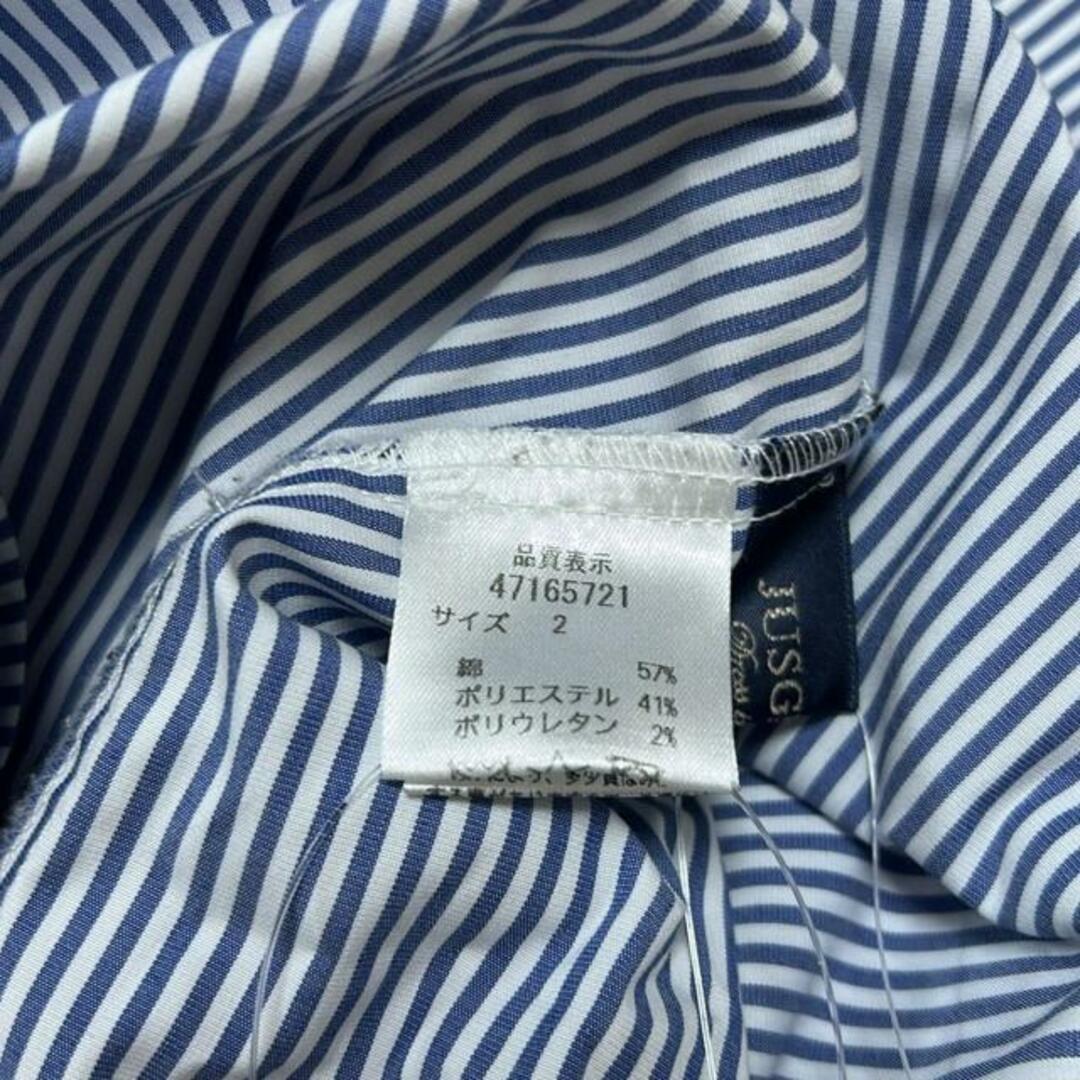 品質表示
47165721
サイズ 2
綿 57%
ポリエステル 41%
ポリウレタン 2%
JUSG